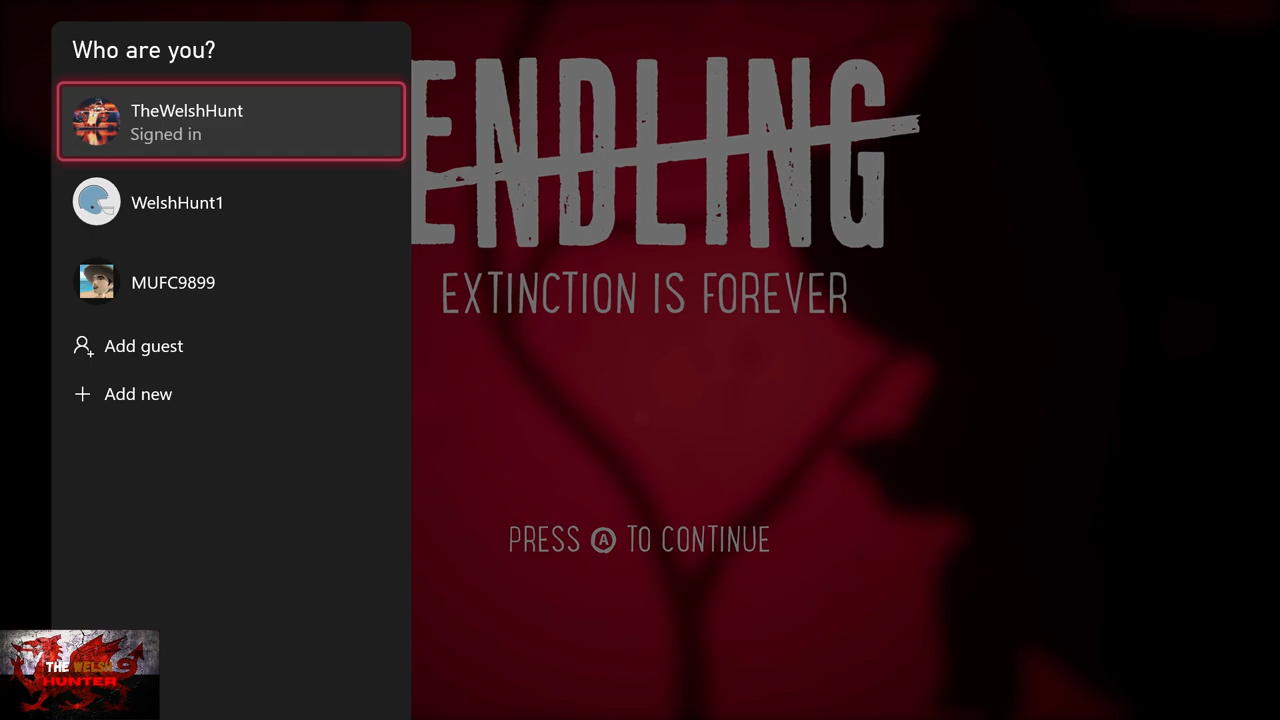 Who are you?
TheWelshHunt
Signed in
WelshHunt1
MUFC9899
Add guest
Add new
ENDLING
EXTINCTION IS FOREVER
PRESS A TO CONTINUE
THE WELSH
HUNTER